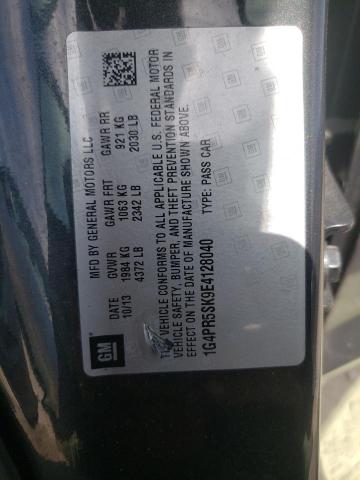 GM
MFD BY GENERAL MOTORS LLC
10/13 GVWR GAWR FRT GAWR RR
1984 KG 1063 KG 921 KG
4372 LB 2342 LB 2030 LB
VEHICLE CONFORMS TO ALL APPLICABLE U.S. FEDERAL MOTOR
VEHICLE SAFETY, BUMPER, AND THEFT PREVENTION STANDARDS IN
EFFECT ON THE DATE OF MANUFACTURE SHOWN ABOVE.
1G4PR5SK9E4128040 TYPE: PASS CAR